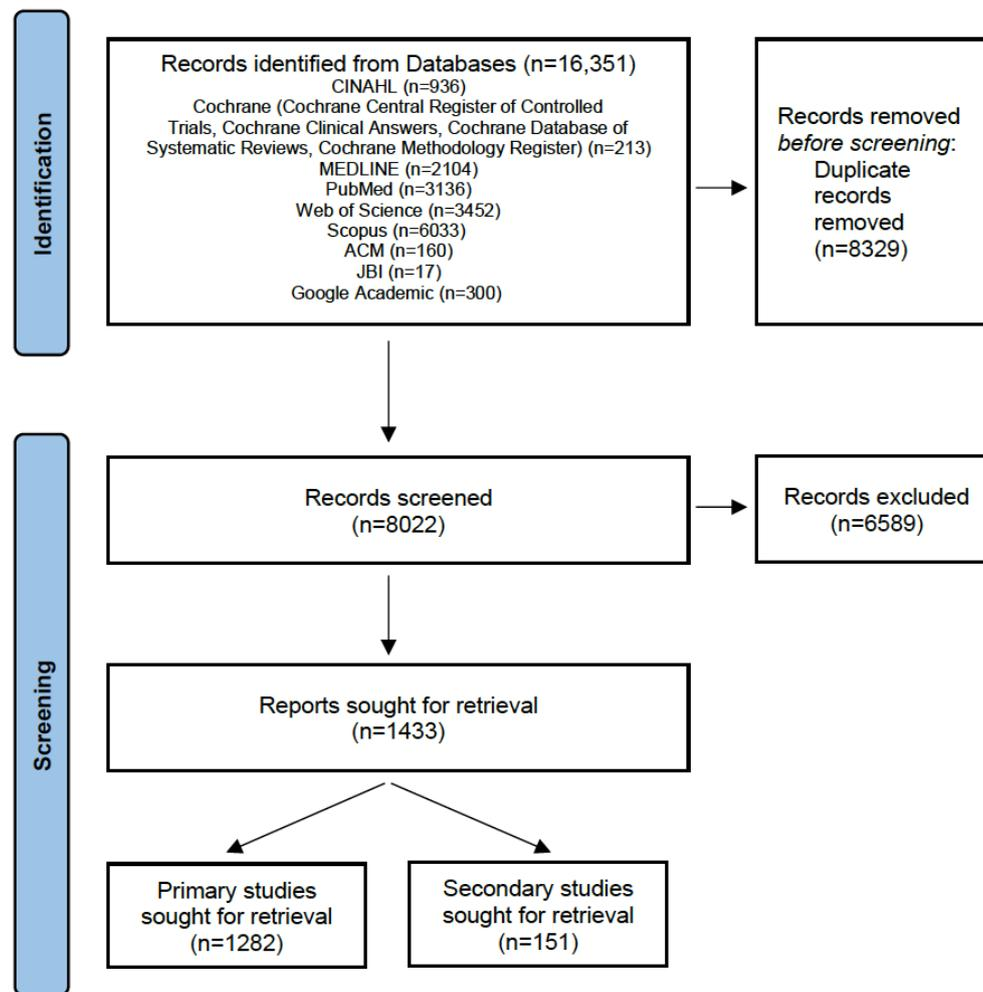 Identification
Records identified from Databases (n=16,351)
CINAHL (n=936)
Cochrane (Cochrane Central Register of Controlled
Trials, Cochrane Clinical Answers, Cochrane Database of
Systematic Reviews, Cochrane Methodology Register) (n=213)
MEDLINE (n=2104)
PubMed (n=3136)
Web of Science (n=3452)
Scopus (n=6033)
ACM (n=160)
JBI (n=17)
Google Academic (n=300)
Records removed
before screening:
Duplicate
records
removed
(n=8329)
Screening
Records screened
(n=8022)
Records excluded
(n=6589)
Reports sought for retrieval
(n=1433)
Primary studies
sought for retrieval
(n=1282)
Secondary studies
sought for retrieval
(n=151)